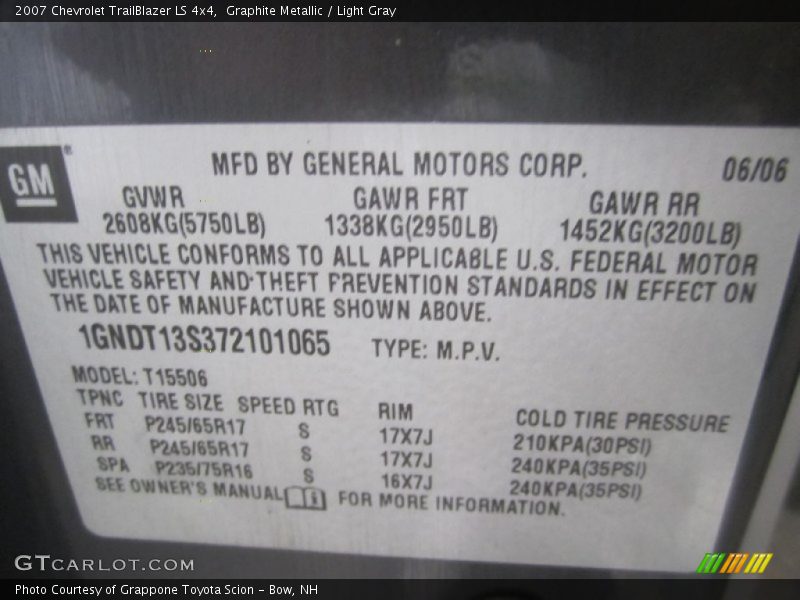 2007 Chevrolet TrailBlazer LS 4x4, Graphite Metallic / Light Gray
GM®
MFD BY GENERAL MOTORS CORP. 06/06
GVWR GAWR FRT GAWR RR
2608KG(5750LB) 1338KG(2950LB) 1452KG(3200LB)
THIS VEHICLE CONFORMS TO ALL APPLICABLE U.S. FEDERAL MOTOR
VEHICLE SAFETY AND THEFT PREVENTION STANDARDS IN EFFECT ON
THE DATE OF MANUFACTURE SHOWN ABOVE.
1GNDT13S372101065 TYPE: M.P.V.
MODEL: T15506
TPNC TIRE SIZE SPEED RTG RIM COLD TIRE PRESSURE
FRT P245/65R17 S 17X7J 210KPA(30PSI)
RR P245/65R17 S 17X7J 240KPA(35PSI)
SPA P235/75R16 S 16X7J 240KPA(35PSI)
SEE OWNER'S MANUAL FOR MORE INFORMATION.
GTCARLOT.COM
Photo Courtesy of Grappone Toyota Scion - Bow, NH